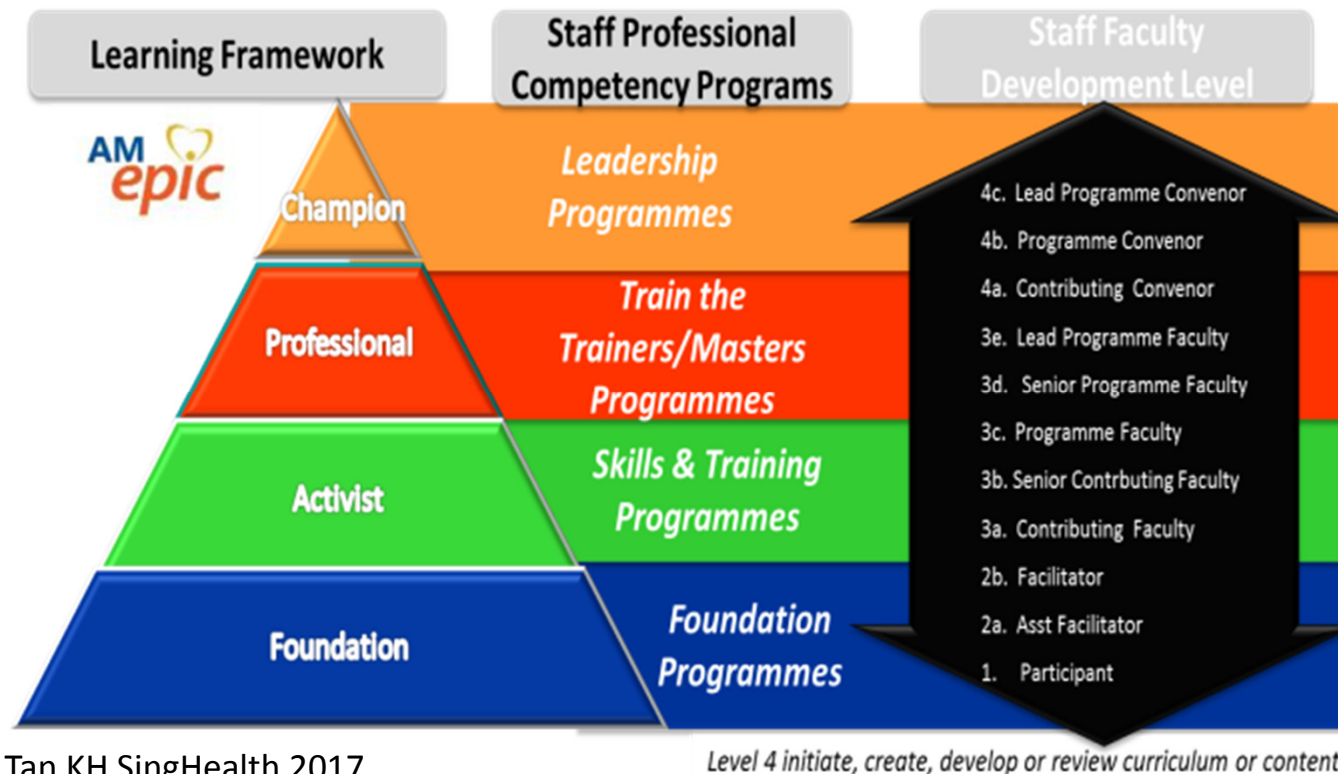 Learning Framework
Staff Professional
Competency Programs
Staff Faculty
Development Level
AM
epic
Champion
Professional
Activist
Foundation
Leadership
Programmes
Train the
Trainers/Masters
Programmes
Skills & Training
Programmes
Foundation
Programmes
4c. Lead Programme Convenor
4b. Programme Convenor
4a. Contributing Convenor
3e. Lead Programme Faculty
3d. Senior Programme Faculty
3c. Programme Faculty
3b. Senior Contrbuting Faculty
3a. Contributing Faculty
2b. Facilitator
2a. Asst Facilitator
1. Participant
Tan KH SingHealth 2017
Level 4 initiate, create, develop or review curriculum or content